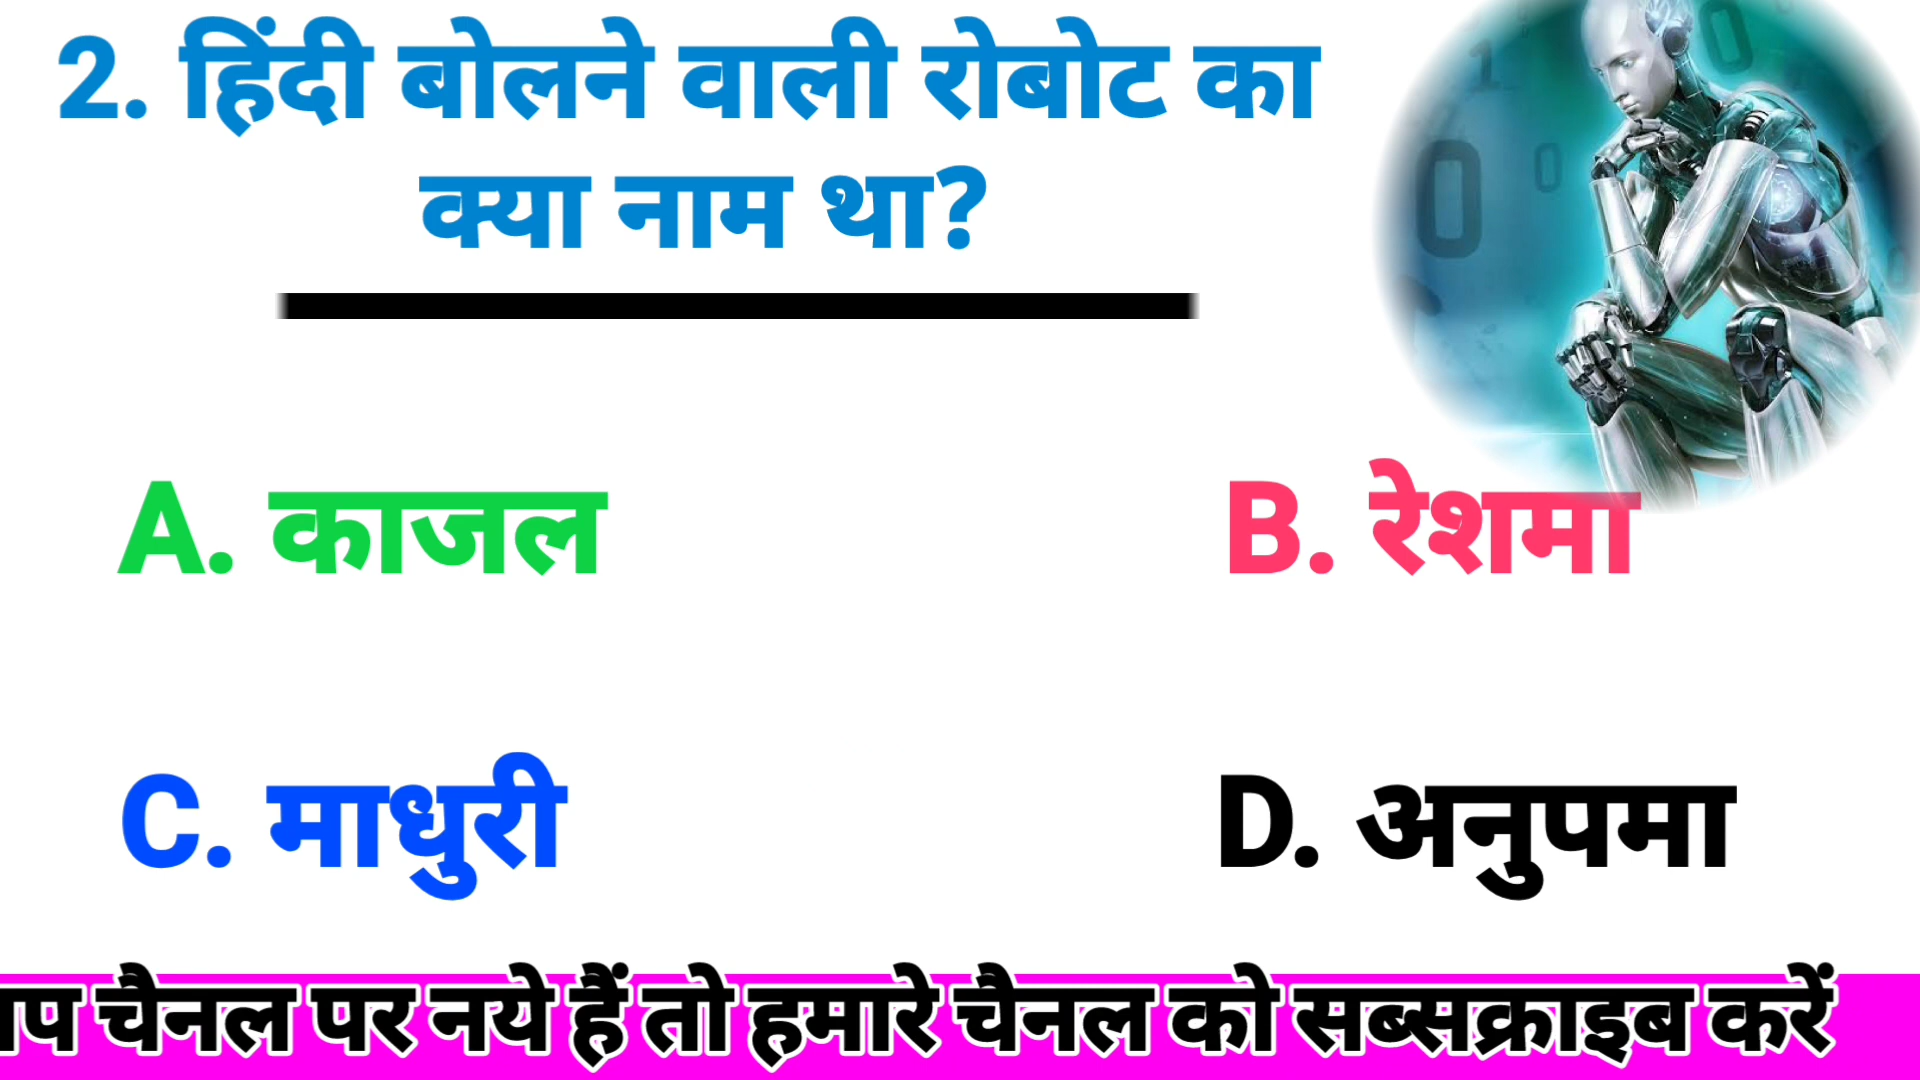 2. हिंदी बोलने वाली रोबोट का
क्या नाम था?
A. काजल
B. रेशमा
C. माधुरी
D. अनुपमा
चैनल पर नये हैं तो हमारे चैनल को सब्सक्राइब करें